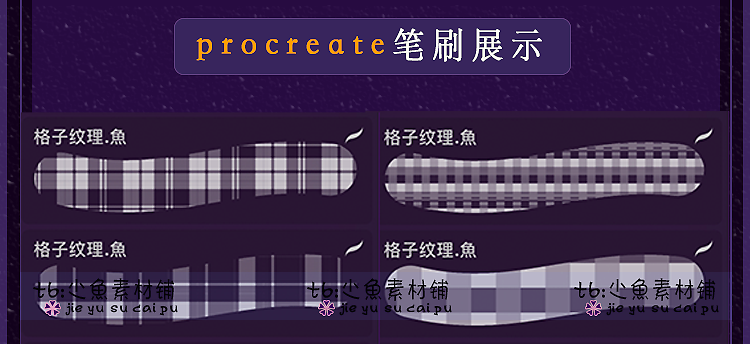 procreate笔刷展示
格子纹理.魚
格子纹理.魚
格子纹理.魚
格子纹理.魚
tb:尐魚素材铺
tb:尐魚素材铺
tb:尐魚素材铺
jie yu su cai pu
jie yu su cai pu
jie yu su cai pu